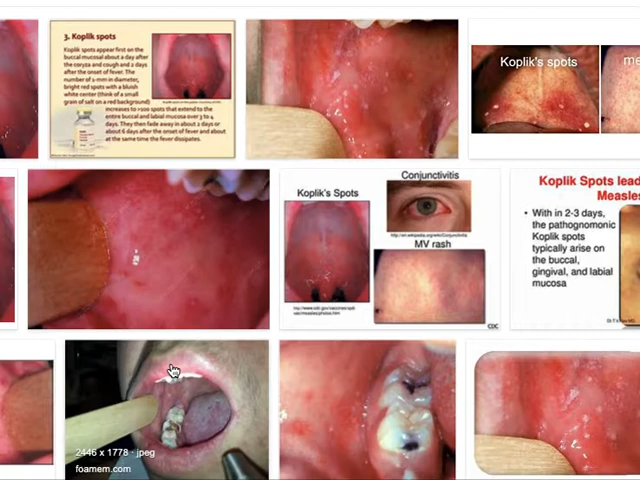 3. Koplik spots
Koplik spots appear first on the
buccal mucosal about a day after
the coryza and cough and 2 days
after the onset of fever. The
number of 1-mm in diameter,
bright red spots with a bluish
white center (think of a small
grain of salt on a red background)
increases to >100 spots that extend to the
entire buccal and labial mucosa over 3 to 4
days. They then fade away in about 2 days or
about 6 days after the onset of fever and about
at the same time the fever dissipates.
Koplik's spots
me
Koplik's Spots
Conjunctivitis
MV rash
CDC
Koplik Spots lead
Measles
• With in 2-3 days,
the pathognomonic
Koplik spots
typically arise on
the buccal,
gingival, and labial
mucosa
2446 x 1778 · jpeg
foamem.com